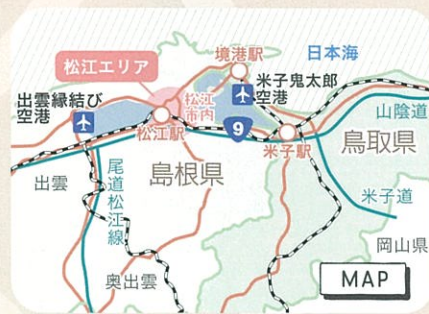 境港駅
日本海
松江エリア
出雲縁結び
空港
米子鬼太郎
空港
松江
市内
山陰道
松江駅
9
米子駅
鳥取県
出雲
尾道松江線
島根県
米子道
岡山県
奥出雲
MAP